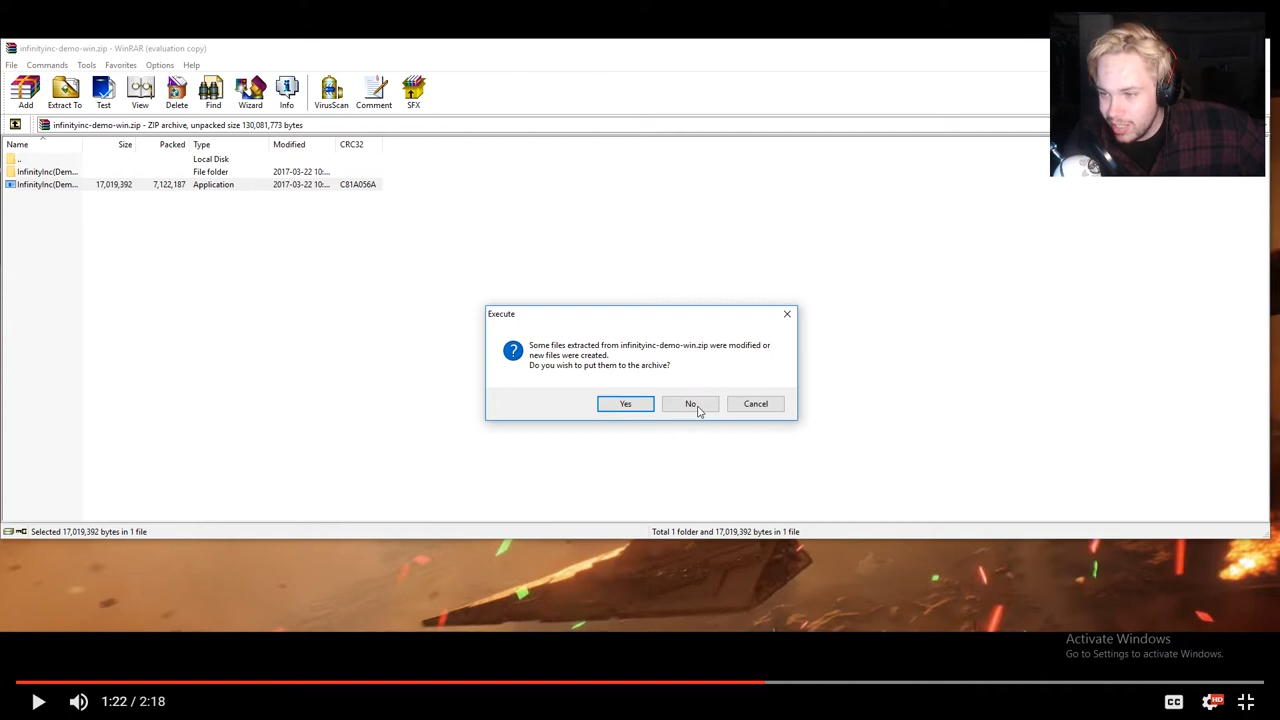 infinityinc-demo-win.zip - WinRAR (evaluation copy)
File Commands Tools Favorites Options Help
Add Extract To Test View Delete Find Wizard Info VirusScan Comment SFX
infinityinc-demo-win.zip - ZIP archive, unpacked size 130,081,773 bytes
Name Size Packed Type Modified CRC32
.. Local Disk
InfinityInc(Dem... File folder 2017-03-22 10:...
InfinityInc(Dem... 17,019,392 7,122,187 Application 2017-03-22 10:... C81A056A
Execute
Some files extracted from infinityinc-demo-win.zip were modified or
new files were created.
Do you wish to put them to the archive?
Yes No Cancel
Selected 17,019,392 bytes in 1 file Total 1 folder and 17,019,392 bytes in 1 file
Activate Windows
Go to Settings to activate Windows.
1:22 / 2:18 CC HD